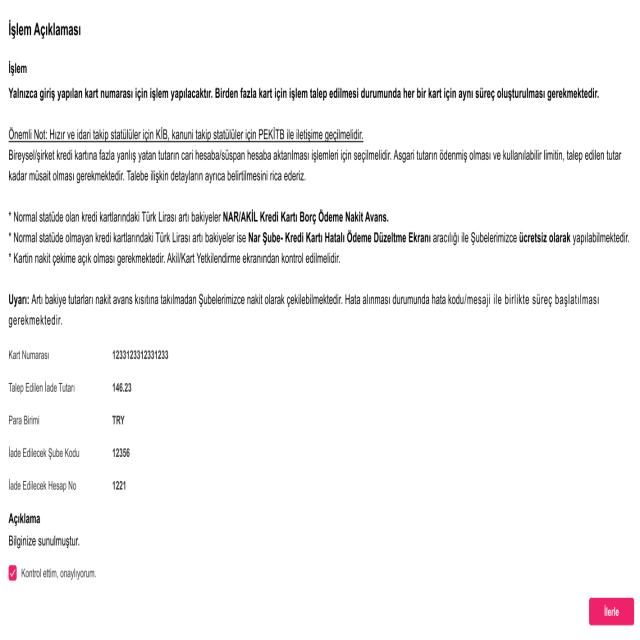 İşlem Açıklaması
İşlem
Yalnızca giriş yapılan kart numarası için işlem yapılacaktır. Birden fazla kart için işlem talep edilmesi durumunda her bir kart için aynı süreç oluşturulması gerekmektedir.
Önemli Not: Hızır ve idari takip statülüler için KİB, kanuni takip statülüler için PEKİTB ile iletişime geçilmelidir.
Bireysel/şirket kredi kartına fazla yanlış yatan tutarın cari hesaba/süspan hesaba aktarılması işlemleri için seçilmelidir. Asgari tutarın ödenmiş olması ve kullanılabilir limitin, talep edilen tutar
kadar müsait olması gerekmektedir. Talebe ilişkin detayların ayrıca belirtilmesini rica ederiz.
* Normal statüde olan kredi kartlarındaki Türk Lirası artı bakiyeler NAR/AKİL Kredi Kartı Borç Ödeme Nakit Avans.
* Normal statüde olmayan kredi kartlarındaki Türk Lirası artı bakiyeler ise Nar Şube- Kredi Kartı Hatalı Ödeme Düzeltme Ekranı aracılığı ile Şubelerimizce ücretsiz olarak yapılabilmektedir.
* Kartin nakit çekime açık olması gerekmektedir. Akil/Kart Yetkilendirme ekranından kontrol edilmelidir.
Uyarı: Artı bakiye tutarları nakit avans kısıtına takılmadan Şubelerimizce nakit olarak çekilebilmektedir. Hata alınması durumunda hata kodu/mesaji ile birlikte süreç başlatılması
gerekmektedir.
Kart Numarası 1233123312331233
Talep Edilen İade Tutarı 146.23
Para Birimi TRY
İade Edilecek Şube Kodu 12356
İade Edilecek Hesap No 1221
Açıklama
Bilginize sunulmuştur.
Kontrol ettim, onaylıyorum.
İlerle